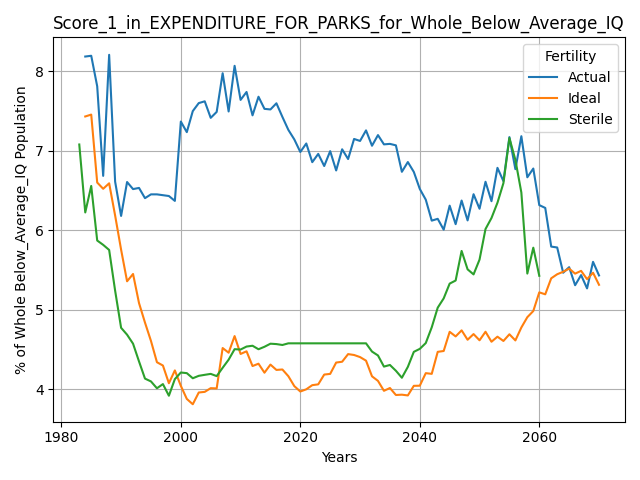 Score_1_in_EXPENDITURE_FOR_PARKS_for_Whole_Below_Average_IQ
% of Whole Below_Average_IQ Population
8
7
6
5
4
Fertility
Actual
Ideal
Sterile
1980
2000
2020
2040
2060
Years